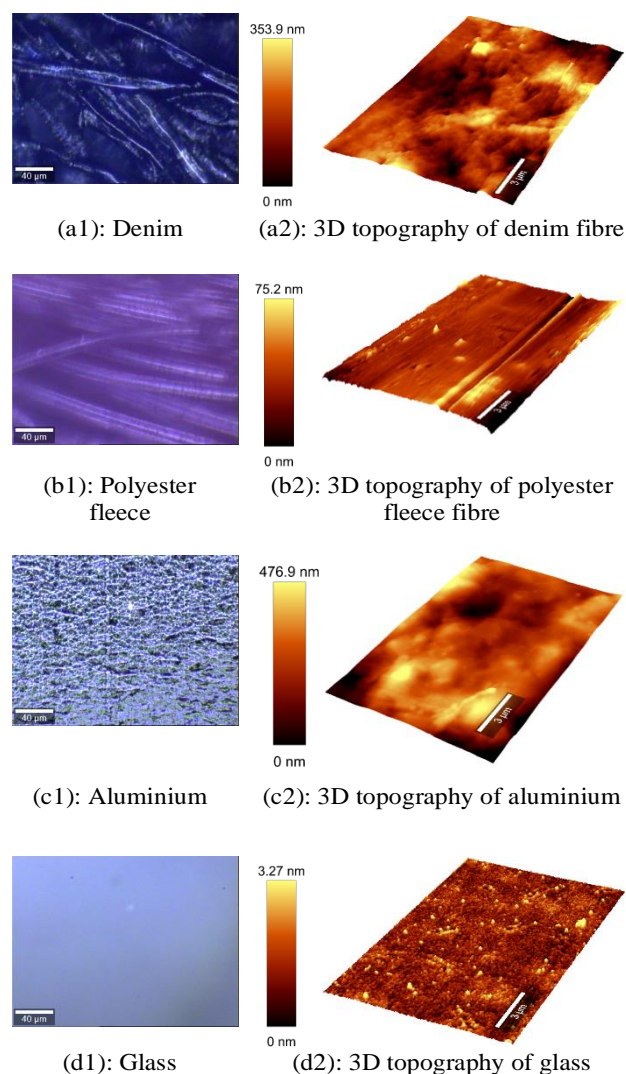 353.9 nm
40 μm
0 nm
3 μm
(a1): Denim
(a2): 3D topography of denim fibre
75.2 nm
40 μm
0 nm
3 μm
(b1): Polyester
fleece
(b2): 3D topography of polyester
fleece fibre
476.9 nm
40 μm
0 nm
3 μm
(c1): Aluminium
(c2): 3D topography of aluminium
3.27 nm
40 μm
0 nm
3 μm
(d1): Glass
(d2): 3D topography of glass